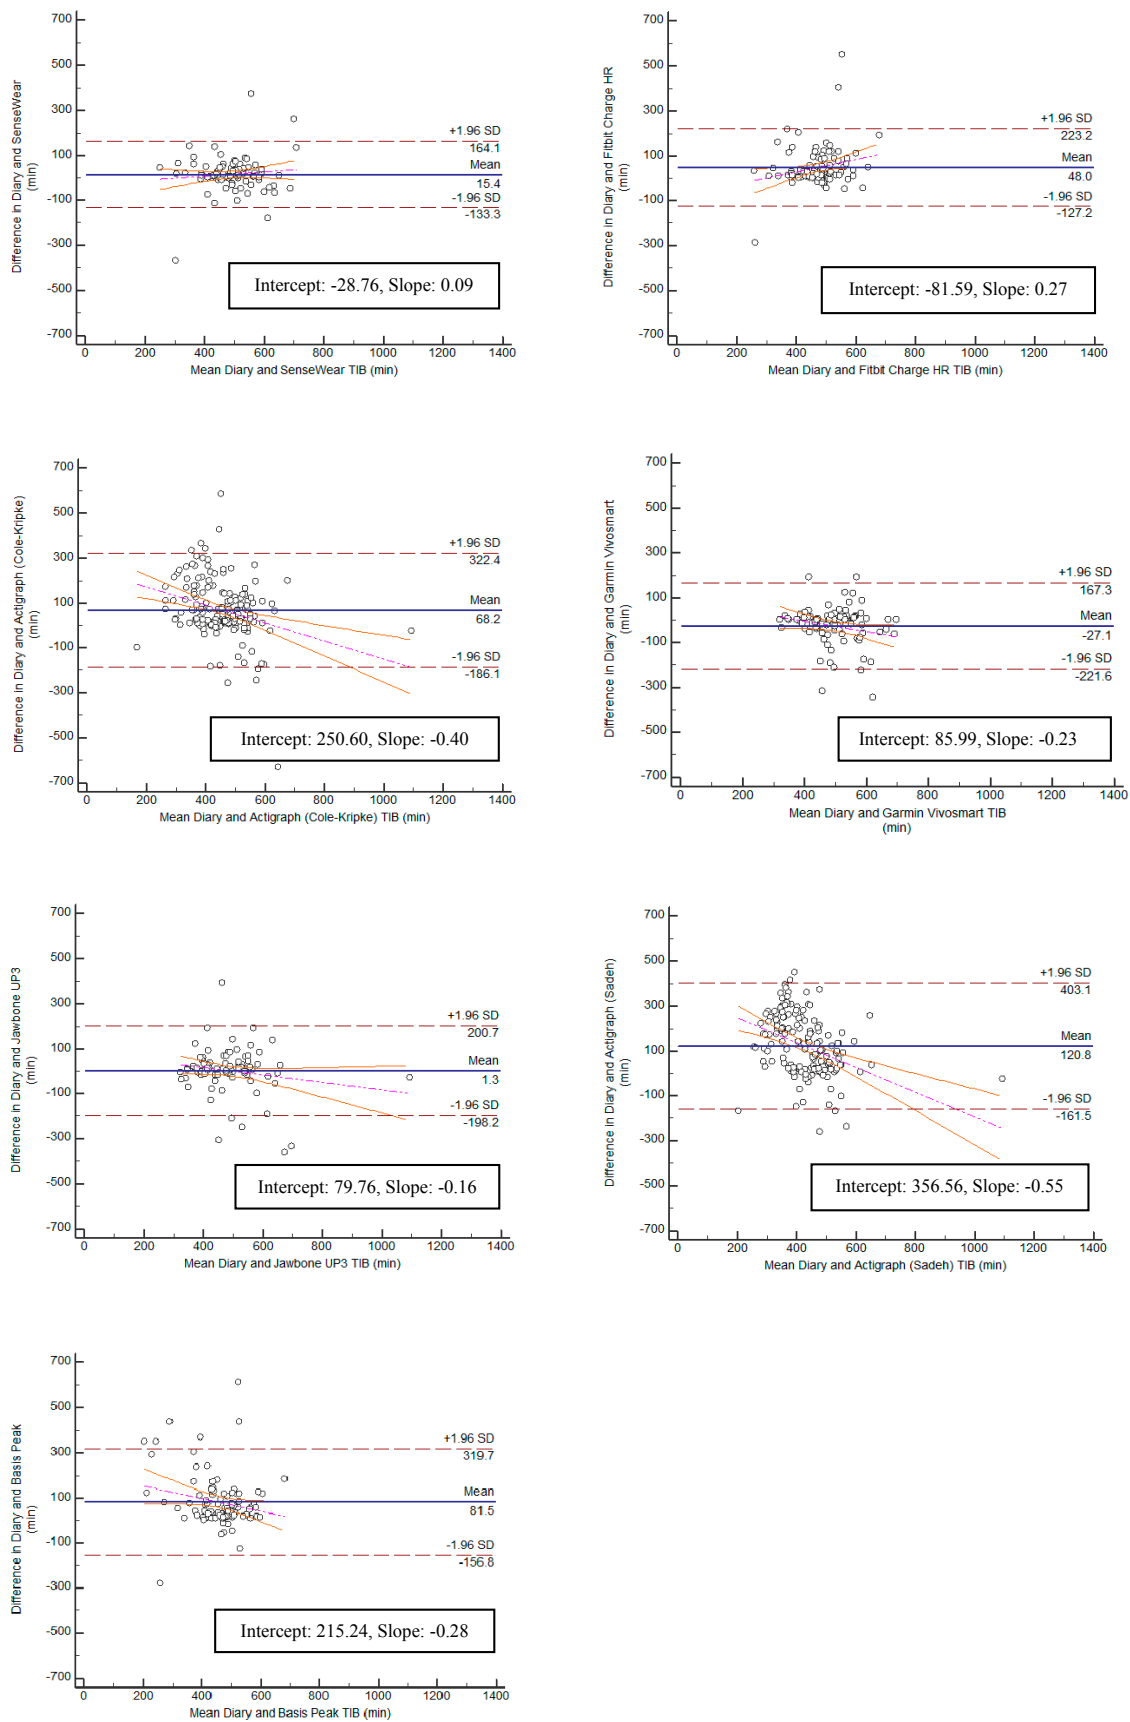 700
500
300
100
-100
-300
-500
-700
Difference in Diary and SenseWear
(min)
+1.96 SD
164.1
Mean
15.4
-1.96 SD
-133.3
Intercept: -28.76, Slope: 0.09
0 200 400 600 800 1000 1200 1400
Mean Diary and SenseWear TIB (min)
700
500
300
100
-100
-300
-500
-700
Difference in Diary and Fitbit Charge HR
(min)
+1.96 SD
223.2
Mean
48.0
-1.96 SD
-127.2
Intercept: -81.59, Slope: 0.27
0 200 400 600 800 1000 1200 1400
Mean Diary and Fitbit Charge HR TIB (min)
700
500
300
100
-100
-300
-500
-700
Difference in Diary and Actigraph (Cole-Kripke)
(min)
+1.96 SD
322.4
Mean
68.2
-1.96 SD
-186.1
Intercept: 250.60, Slope: -0.40
0 200 400 600 800 1000 1200 1400
Mean Diary and Actigraph (Cole-Kripke) TIB (min)
700
500
300
100
-100
-300
-500
-700
Difference in Diary and Garmin Vivosmart
(min)
+1.96 SD
167.3
Mean
-27.1
-1.96 SD
-221.6
Intercept: 85.99, Slope: -0.23
0 200 400 600 800 1000 1200 1400
Mean Diary and Garmin Vivosmart TIB
(min)
700
500
300
100
-100
-300
-500
-700
Difference in Diary and Jawbone UP3
(min)
+1.96 SD
200.7
Mean
1.3
-1.96 SD
-198.2
Intercept: 79.76, Slope: -0.16
0 200 400 600 800 1000 1200 1400
Mean Diary and Jawbone UP3 TIB (min)
700
500
300
100
-100
-300
-500
-700
Difference in Diary and Actigraph (Sadeh)
(min)
+1.96 SD
403.1
Mean
120.8
-1.96 SD
-161.5
Intercept: 356.56, Slope: -0.55
0 200 400 600 800 1000 1200 1400
Mean Diary and Actigraph (Sadeh) TIB (min)
700
500
300
100
-100
-300
-500
-700
Difference in Diary and Basis Peak
(min)
+1.96 SD
319.7
Mean
81.5
-1.96 SD
-156.8
Intercept: 215.24, Slope: -0.28
0 200 400 600 800 1000 1200 1400
Mean Diary and Basis Peak TIB (min)